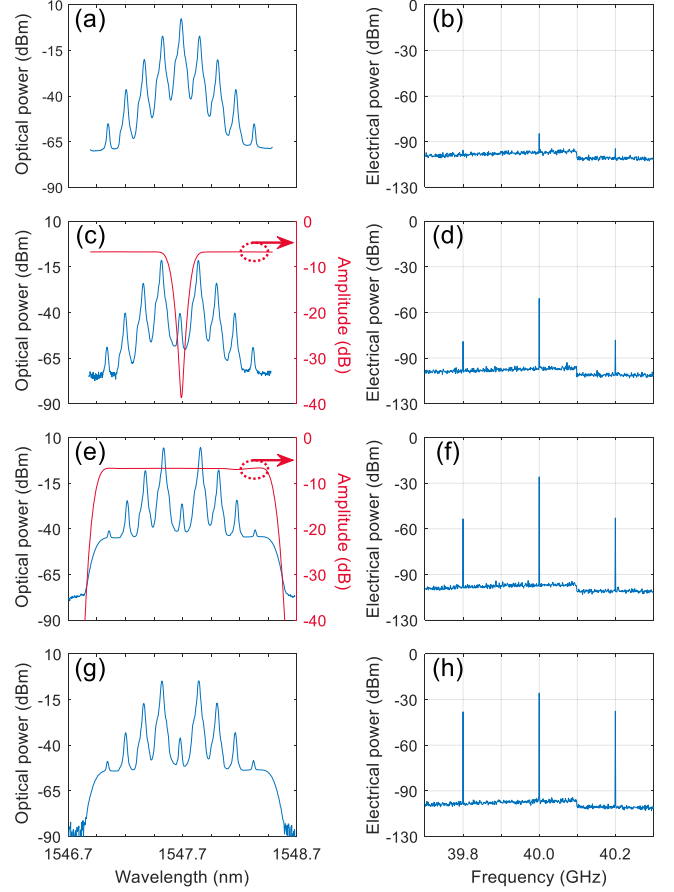 (a)
Optical power (dBm)
10
-15
-40
-65
-90
(b)
Electrical power (dBm)
0
-30
-60
-90
-130
(c)
Optical power (dBm)
10
-15
-40
-65
-90
0
-10
-20
-30
-40
Amplitude (dB)
(d)
Electrical power (dBm)
0
-30
-60
-90
-130
(e)
Optical power (dBm)
10
-15
-40
-65
-90
0
-10
-20
-30
-40
Amplitude (dB)
(f)
Electrical power (dBm)
0
-30
-60
-90
-130
(g)
Optical power (dBm)
10
-15
-40
-65
-90
1546.7
1547.7
1548.7
Wavelength (nm)
(h)
Electrical power (dBm)
0
-30
-60
-90
-130
39.8
40.0
40.2
Frequency (GHz)